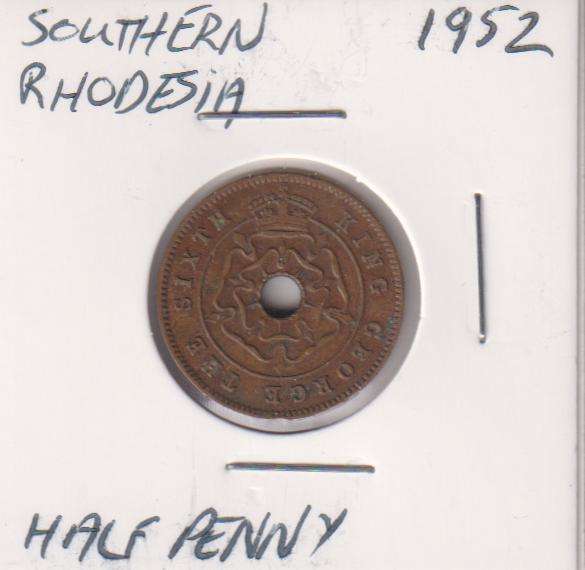 SOUTHERN 1952
RHODESIA
KING GEORGE THE SIXTH
HALF PENNY